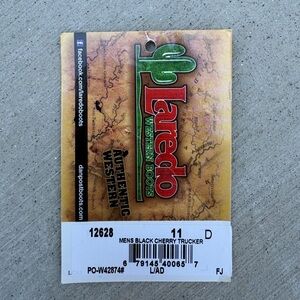 facebook.com/laredoboots
Laredo
WESTERN BOOTS
AUTHENTIC
WESTERN
danpostboots.com
12628 11 D
MENS BLACK CHERRY TRUCKER
6 79145 40065 7
PO-W42874# L/AD FJ